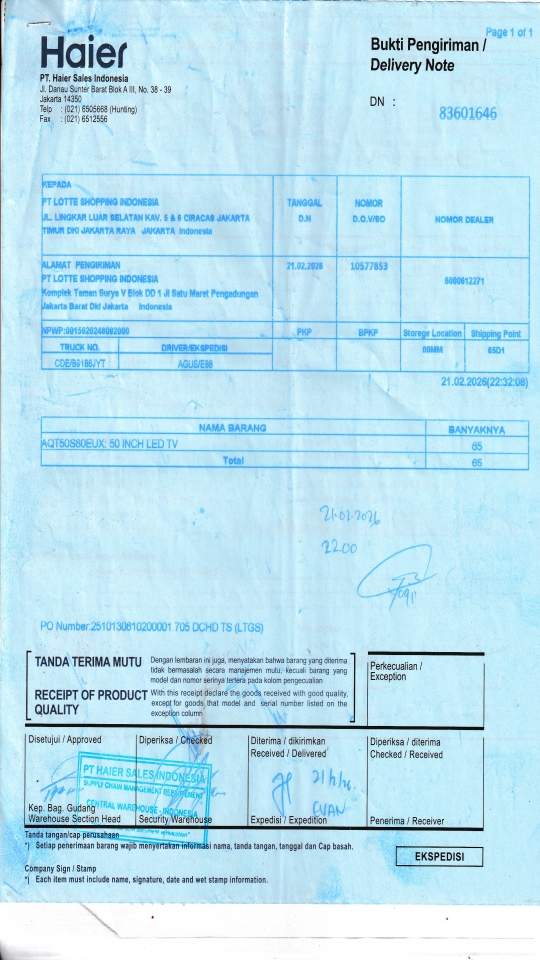 Page 1 of 1
Haier
Bukti Pengiriman /
Delivery Note
PT. Haier Sales Indonesia
Jl. Danau Sunter Barat Blok A III, No. 38 - 39
Jakarta 14350
Telp : (021) 6505668 (Hunting)
Fax : (021) 6512556
DN : 83601646
KEPADA
PT LOTTE SHOPPING INDONESIA
JL. LINGKAR LUAR SELATAN KAV. 5 & 6 CIRACAS JAKARTA
TIMUR DKI JAKARTA RAYA JAKARTA Indonesia
TANGGAL
D.N
NOMOR
D.O.V/SO
NOMOR DEALER
ALAMAT PENGIRIMAN
PT LOTTE SHOPPING INDONESIA
Komplek Taman Surya V Blok DD 1 Jl Satu Maret Pengadungan
Jakarta Barat Dki Jakarta Indonesia
21.02.2026
10577853
6000612271
NPWP:0015620248092000
PKP
BPKP
Storege Location
Shipping Point
TRUCK NO.
DRIVER/EKSPEDISI
00MM
65D1
CDE/B9186JYT
AGUS/E98
21.02.2026(22:32:08)
NAMA BARANG
BANYAKNYA
AQT50S80EUX: 50 INCH LED TV
65
Total
65
21.02.2026
2200
PO Number:2510130610200001 705 DCHD TS (LTGS)
TANDA TERIMA MUTU
Dengan lembaran ini juga, menyatakan bahwa barang yang diterima
tidak bermasalah secara manajemen mutu, kecuali barang yang
model dan nomor serinya tertera pada kolom pengecualian
RECEIPT OF PRODUCT
QUALITY
With this receipt declare the goods received with good quality,
except for goods that model and serial number listed on the
exception column
Perkecualian /
Exception
Disetujui / Approved
Diperiksa / Checked
Diterima / dikirimkan
Received / Delivered
Diperiksa / diterima
Checked / Received
PT HAIER SALES INDONESIA
SUPPLY CHAIN MANAGEMENT DEPARTMENT
CENTRAL WAREHOUSE - INDONESIA
21/2/26
EVAN
Kep. Bag. Gudang
Warehouse Section Head
Security Warehouse
Expedisi / Expedition
Penerima / Receiver
Tanda tangan/cap perusahaan
*) Setiap penerimaan barang wajib menyertakan informasi nama, tanda tangan, tanggal dan Cap basah.
EKSPEDISI
Company Sign / Stamp
*) Each item must include name, signature, date and wet stamp information.